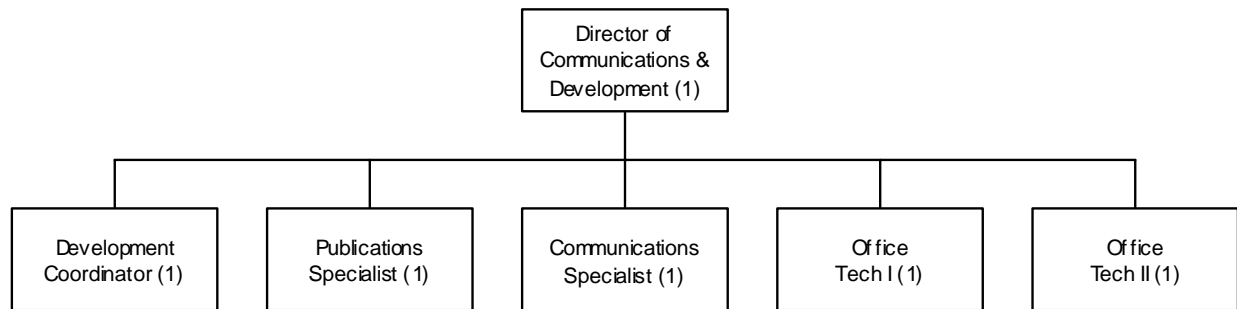 Director of
Communications &
Development (1)
Development
Coordinator (1)
Publications
Specialist (1)
Communications
Specialist (1)
Office
Tech I (1)
Office
Tech II (1)